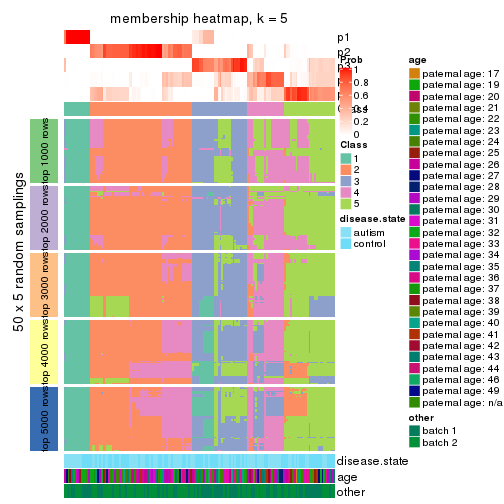 membership heatmap, k = 5
p1
p2
Prob
1
0.8
0.6
0.4
0.2
0
Class
1
2
3
4
5
disease.state
autism
control
age
paternal age: 17
paternal age: 19
paternal age: 20
paternal age: 21
paternal age: 22
paternal age: 23
paternal age: 24
paternal age: 25
paternal age: 26
paternal age: 27
paternal age: 28
paternal age: 29
paternal age: 30
paternal age: 31
paternal age: 32
paternal age: 33
paternal age: 34
paternal age: 35
paternal age: 36
paternal age: 37
paternal age: 38
paternal age: 39
paternal age: 40
paternal age: 41
paternal age: 42
paternal age: 43
paternal age: 44
paternal age: 46
paternal age: 49
paternal age: n/a
other
batch 1
batch 2
50 x 5 random samplings
top 1000 rows
top 2000 rows
top 3000 rows
top 4000 rows
top 5000 rows
disease.state
age
other